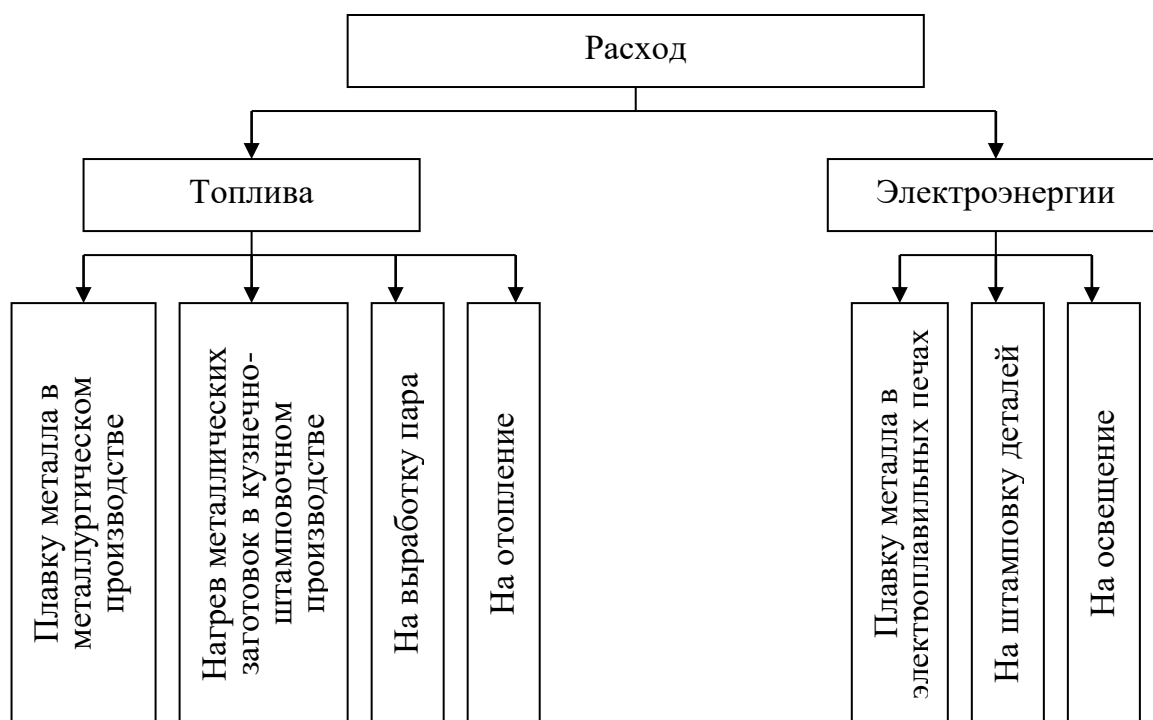 Расход
Топлива
Электроэнергии
Плавку металла в
металлургическом
производстве
Нагрев металлических
заготовок в кузнечно-
штамповочном
производстве
На выработку пара
На отопление
Плавку металла в
электроплавильных печах
На штамповку деталей
На освещение